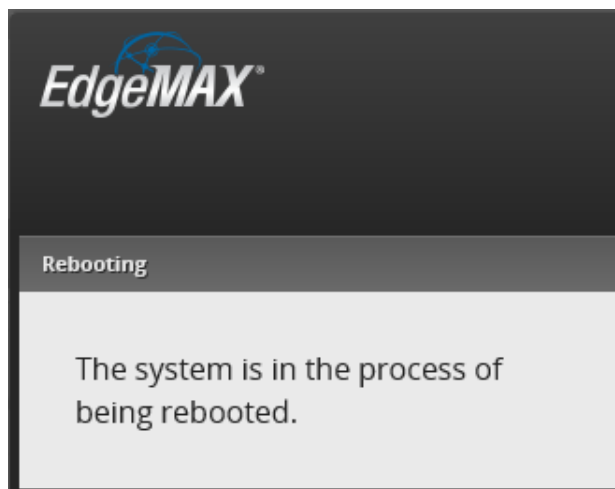 EdgeMAX®
Rebooting
The system is in the process of
being rebooted.